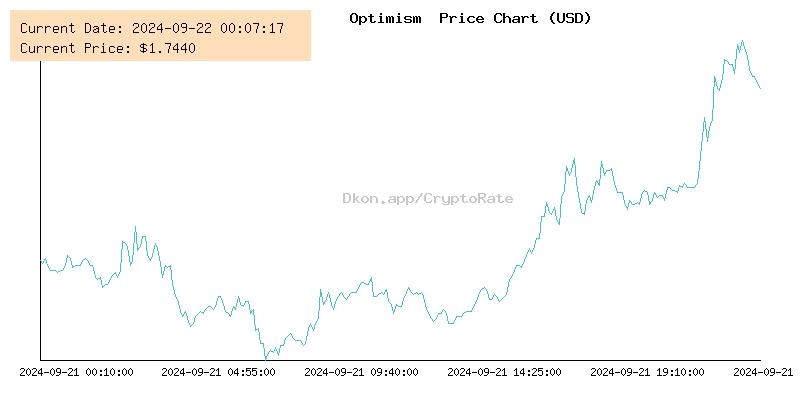 Optimism  Price Chart (USD)
Current Date: 2024-09-22 00:07:17
Current Price: $1.7440
Dkon.app/CryptoRate
2024-09-21 00:10:00 2024-09-21 04:55:00 2024-09-21 09:40:00 2024-09-21 14:25:00 2024-09-21 19:10:00 2024-09-21